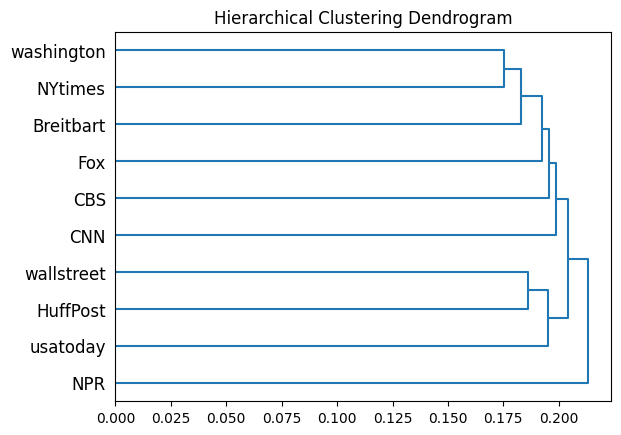 Hierarchical Clustering Dendrogram
washington
NYtimes
Breitbart
Fox
CBS
CNN
wallstreet
HuffPost
usatoday
NPR
0.000 0.025 0.050 0.075 0.100 0.125 0.150 0.175 0.200